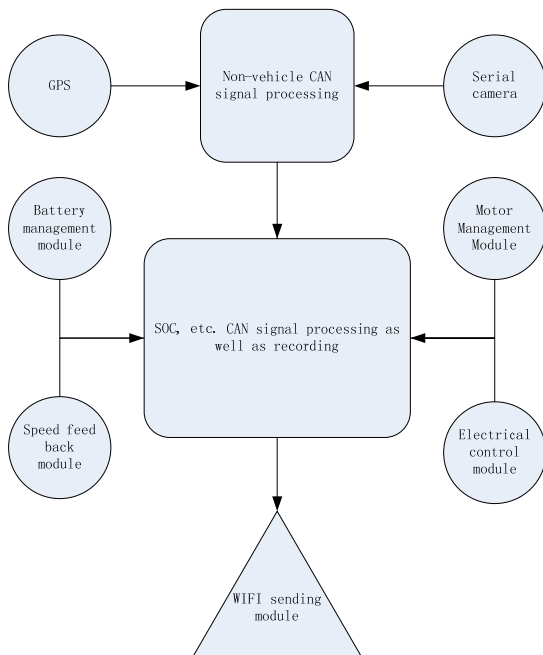 GPS
Non-vehicle CAN
signal processing
Serial
camera
Battery
management
module
Motor
Management
Module
SOC, etc. CAN signal processing as
well as recording
Speed feed
back
module
Electrical
control
module
WIFI sending
module